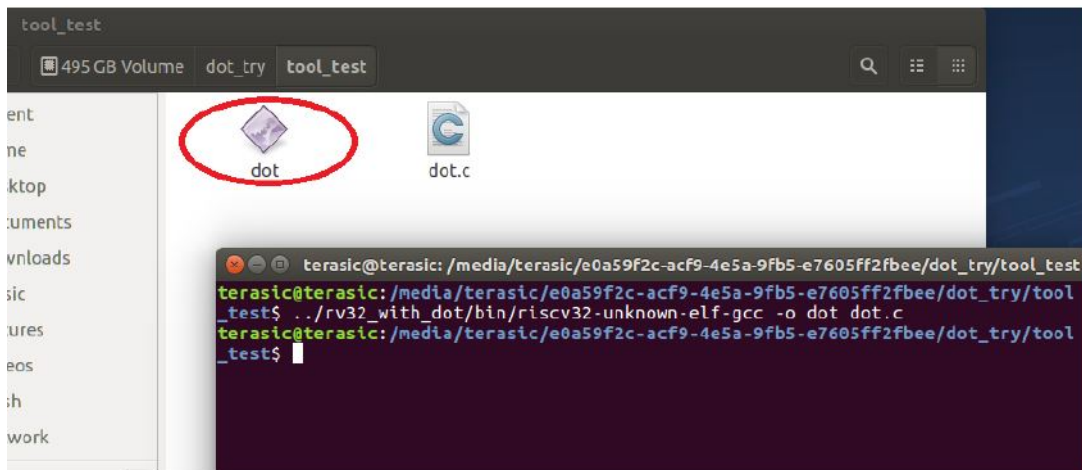 tool_test
495 GB Volume dot_try tool_test
ent
me
ktop
uments
wnloads
sic
tures
eos
sh
work
dot
dot.c
terasic@terasic: /media/terasic/e0a59f2c-acf9-4e5a-9fb5-e7605ff2fbee/dot_try/tool_test
terasic@terasic:/media/terasic/e0a59f2c-acf9-4e5a-9fb5-e7605ff2fbee/dot_try/tool
_test$ ../rv32_with_dot/bin/riscv32-unknown-elf-gcc -o dot dot.c
terasic@terasic:/media/terasic/e0a59f2c-acf9-4e5a-9fb5-e7605ff2fbee/dot_try/tool
_test$